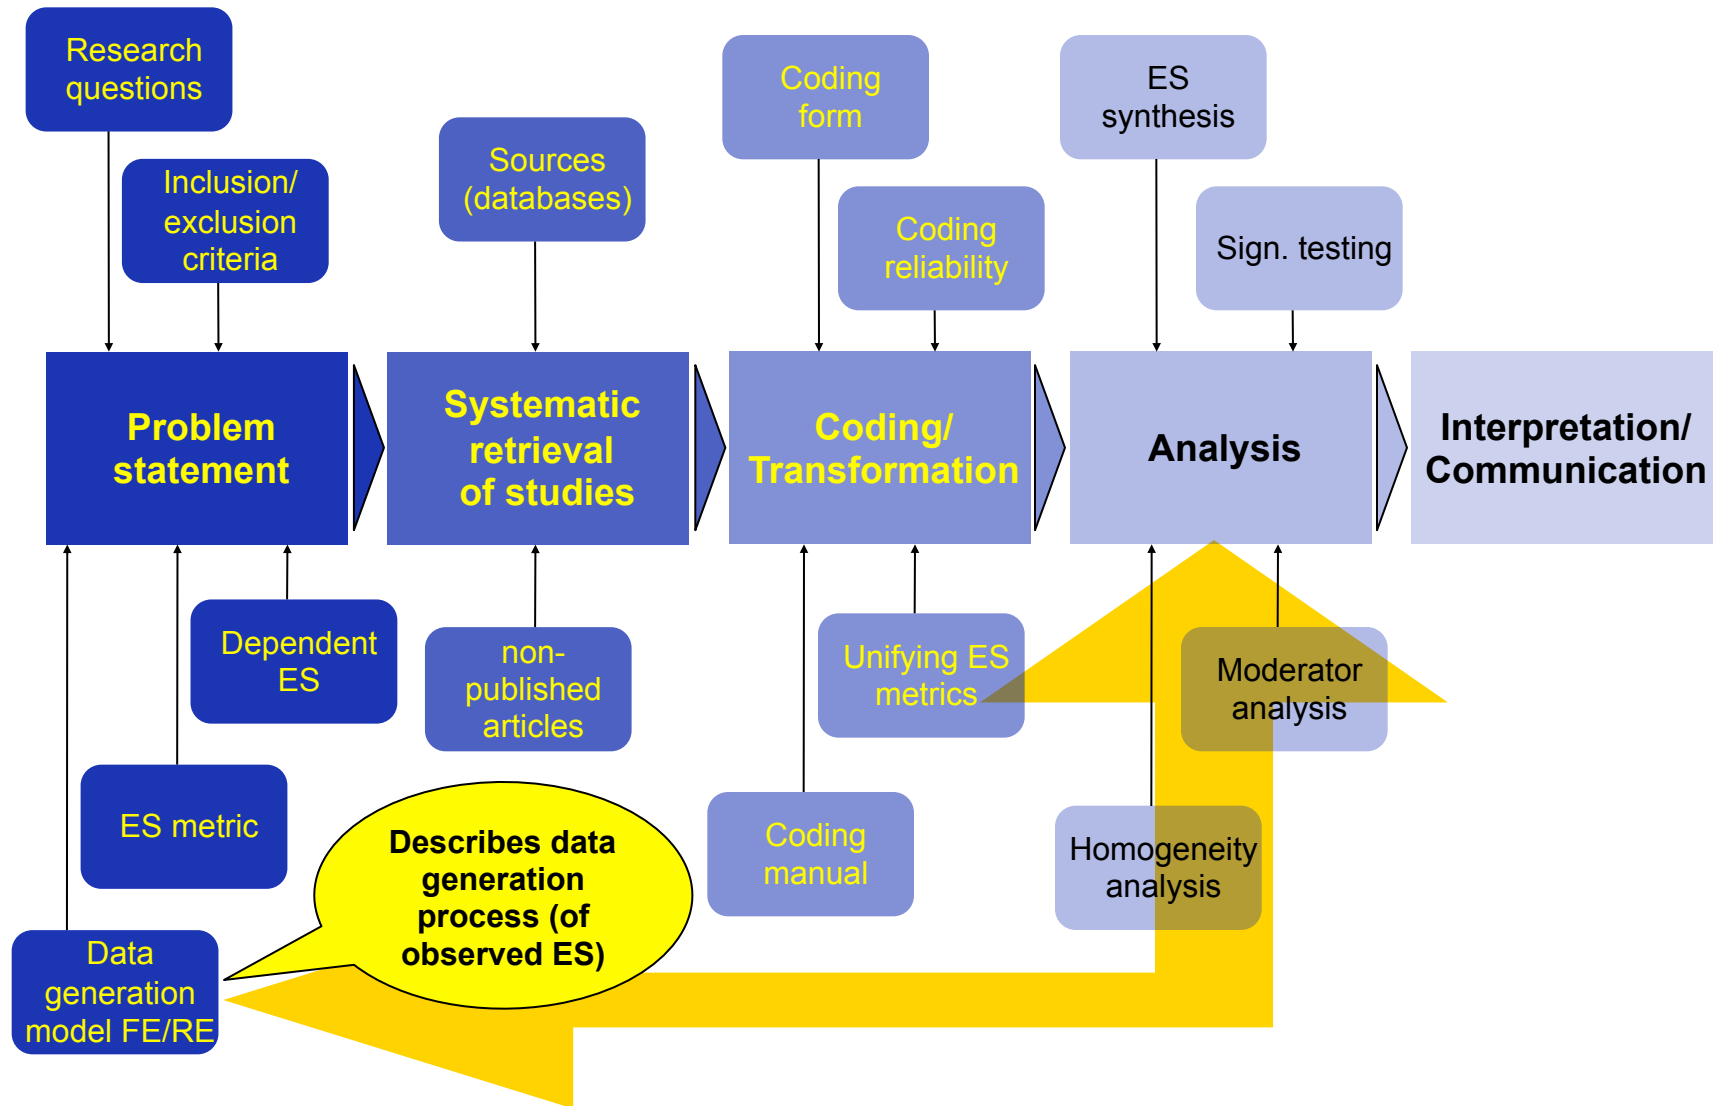 Research
questions
Inclusion/
exclusion
criteria
Sources
(databases)
Coding
form
Coding
reliability
ES
synthesis
Sign. testing
Problem
statement
Systematic
retrieval
of studies
Coding/
Transformation
Analysis
Interpretation/
Communication
Dependent
ES
ES metric
Data
generation
model FE/RE
Describes data
generation
process (of
observed ES)
non-
published
articles
Unifying ES
metrics
Coding
manual
Moderator
analysis
Homogeneity
analysis